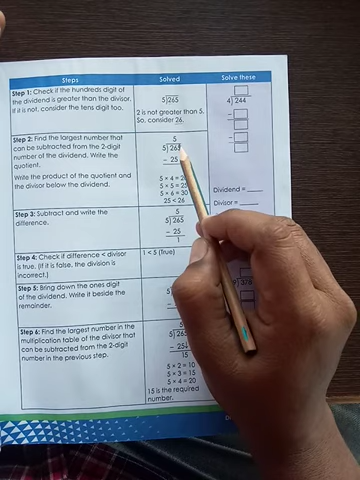 Steps Solved Solve these
Step 1: Check if the hundreds digit of
the dividend is greater than the divisor.
If it is not, consider the tens digit too.
5 265
2 is not greater than 5.
So, consider 26.
4 244
−
−
Step 2: Find the largest number that
can be subtracted from the 2-digit
number of the dividend. Write the
quotient.
Write the product of the quotient and
the divisor below the dividend.
5
5 265
− 25
5 × 4 = 20
5 × 5 = 25
5 × 6 = 30
25 < 26
Dividend =
Divisor =
Step 3: Subtract and write the
difference.
5
5 265
− 25
1
Step 4: Check if difference < divisor
is true. (If it is false, the division is
incorrect.)
1 < 5 (True)
Step 5: Bring down the ones digit
of the dividend. Write it beside the
remainder.
378
Step 6: Find the largest number in the
multiplication table of the divisor that
can be subtracted from the 2-digit
number in the previous step.
5 265
− 25
15
5 × 2 = 10
5 × 3 = 15
5 × 4 = 20
15 is the required
number.